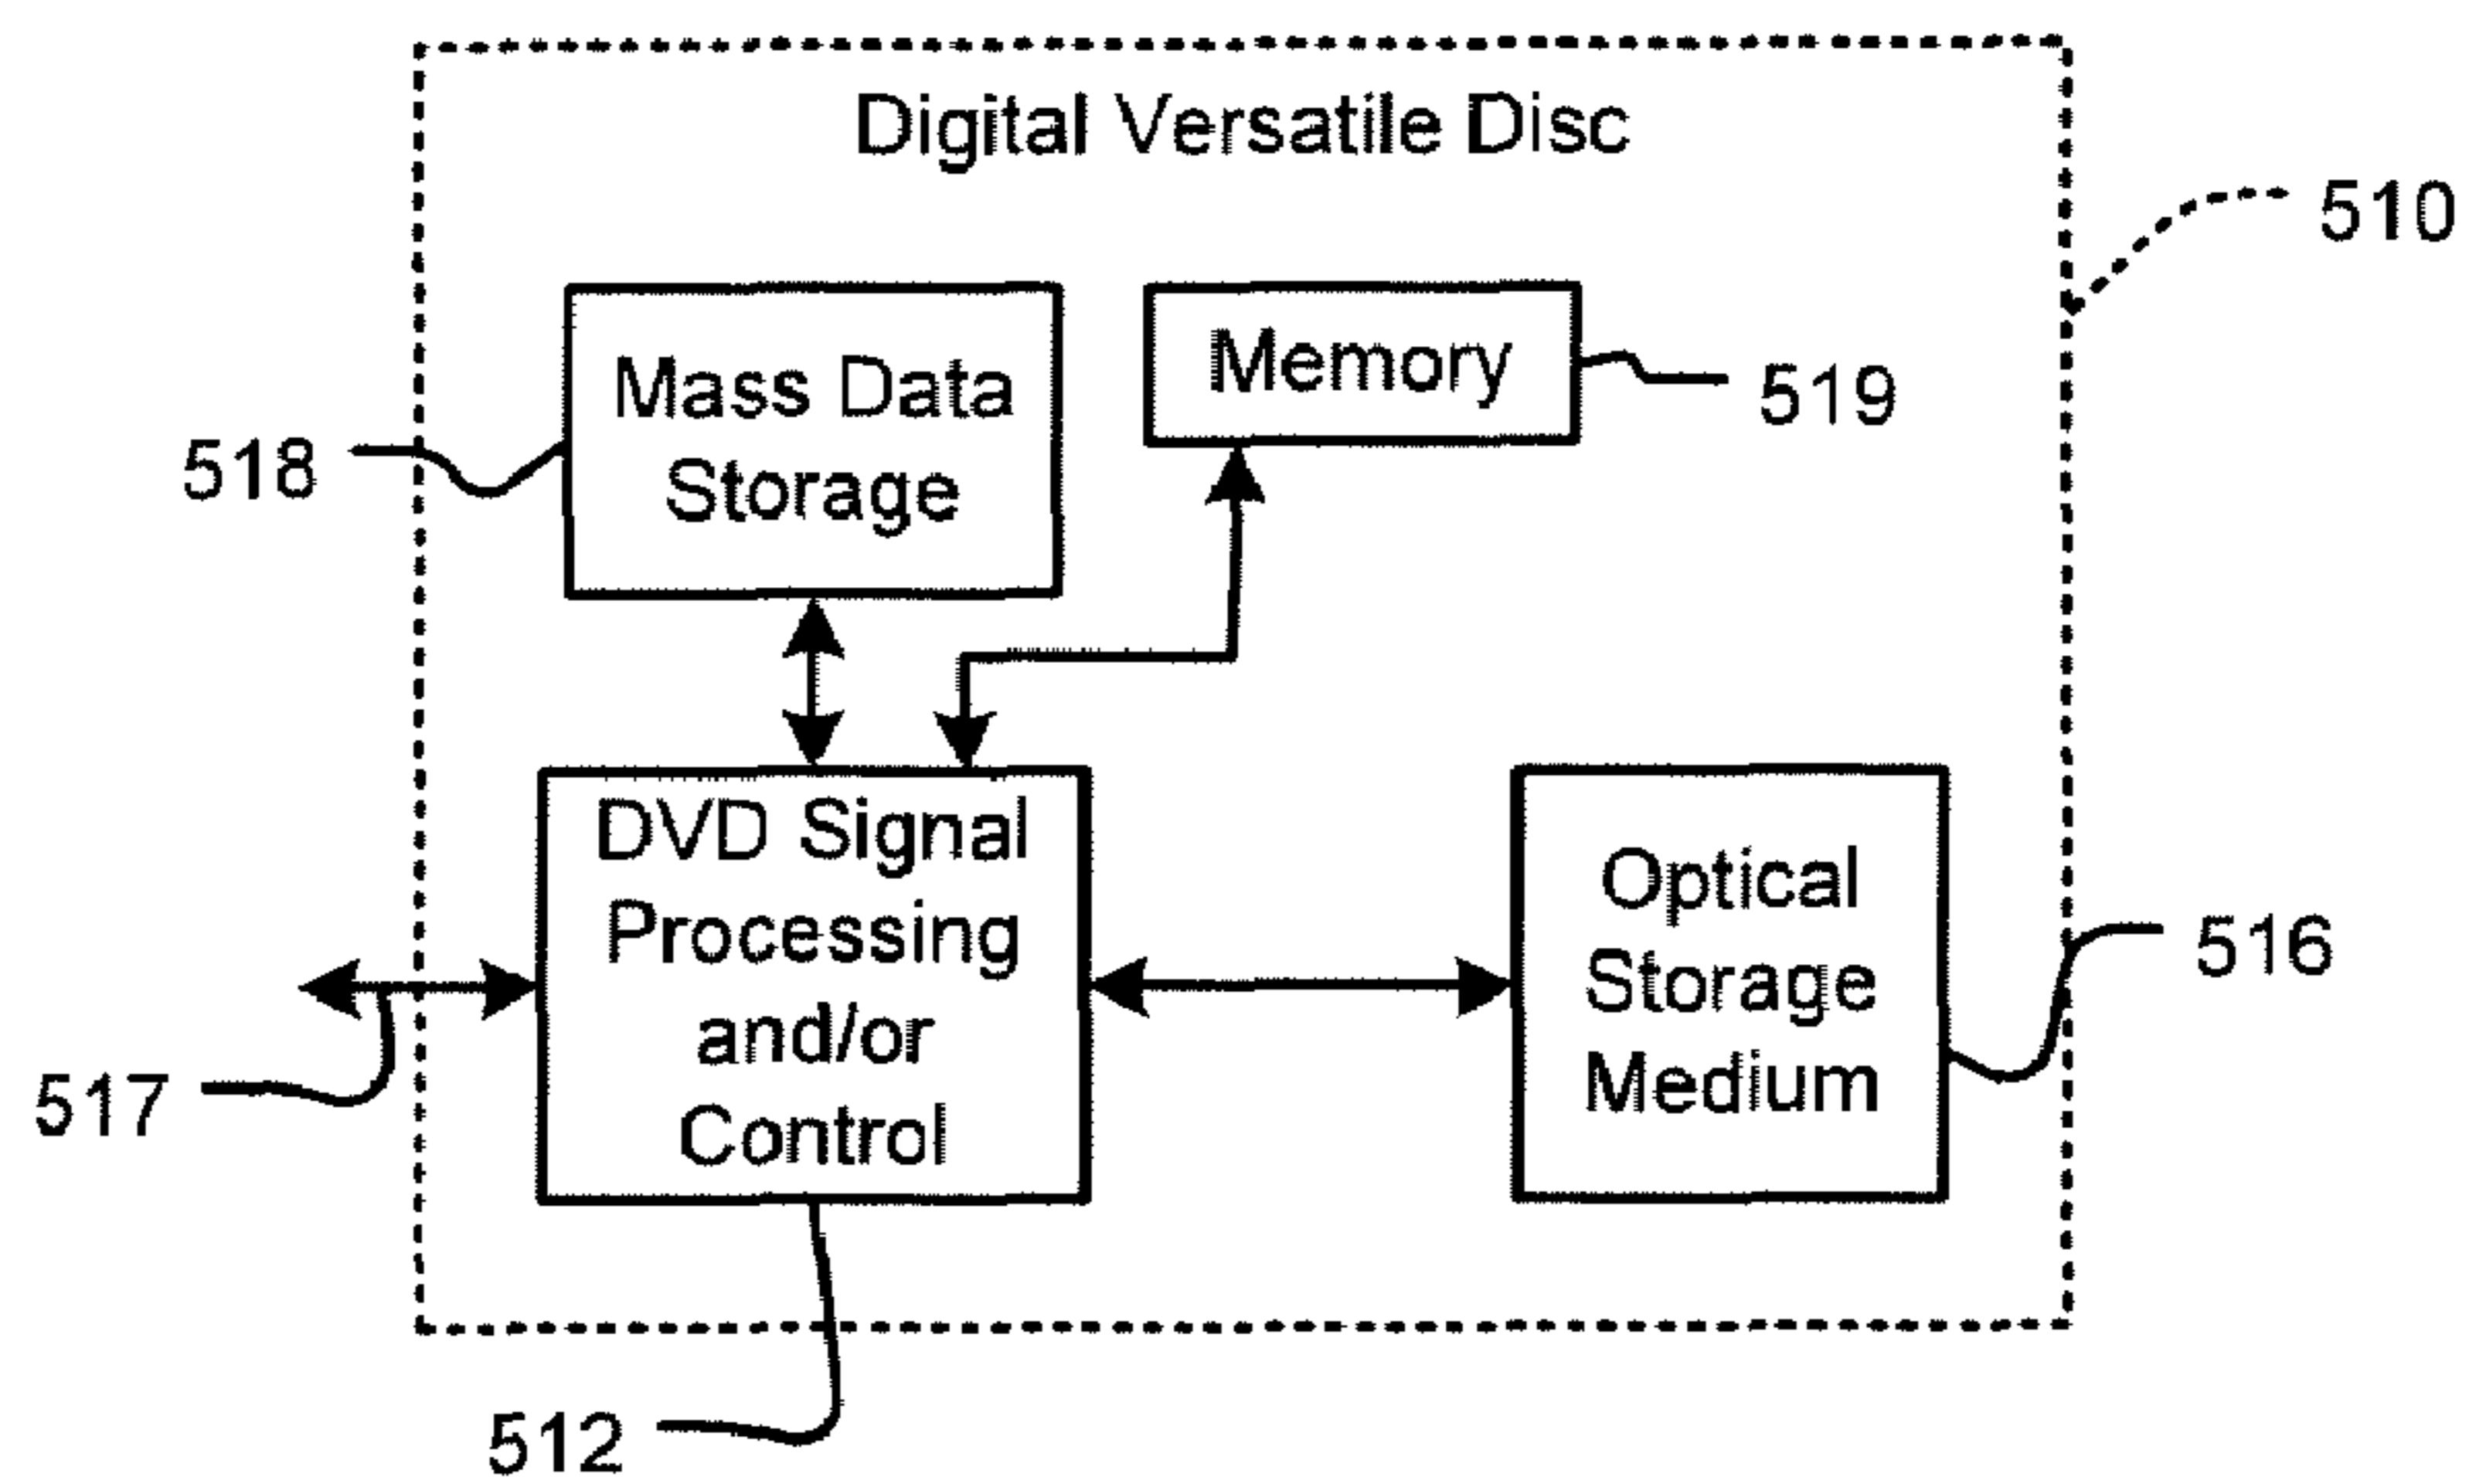 Digital Versatile Disc
510
Mass Data
Storage
518
Memory
519
DVD Signal
Processing
and/or
Control
Optical
Storage
Medium
516
517
512